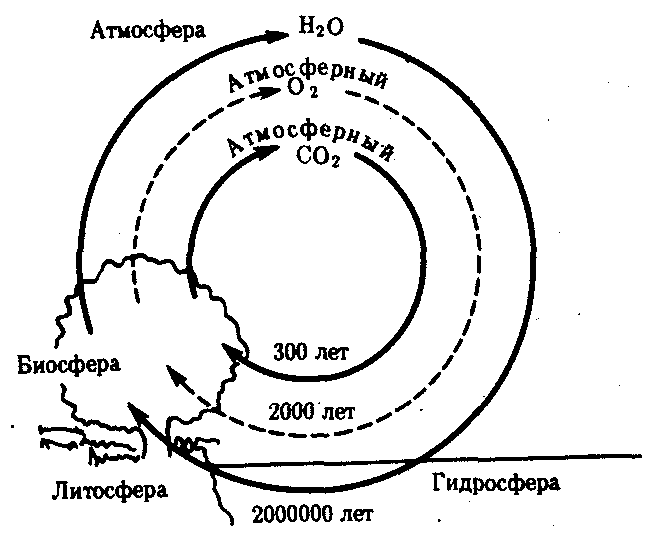 Атмосфера
H₂O
Атмосферный
O₂
Атмосферный
CO₂
300 лет
Биосфера
2000 лет
Литосфера
Гидросфера
2000000 лет